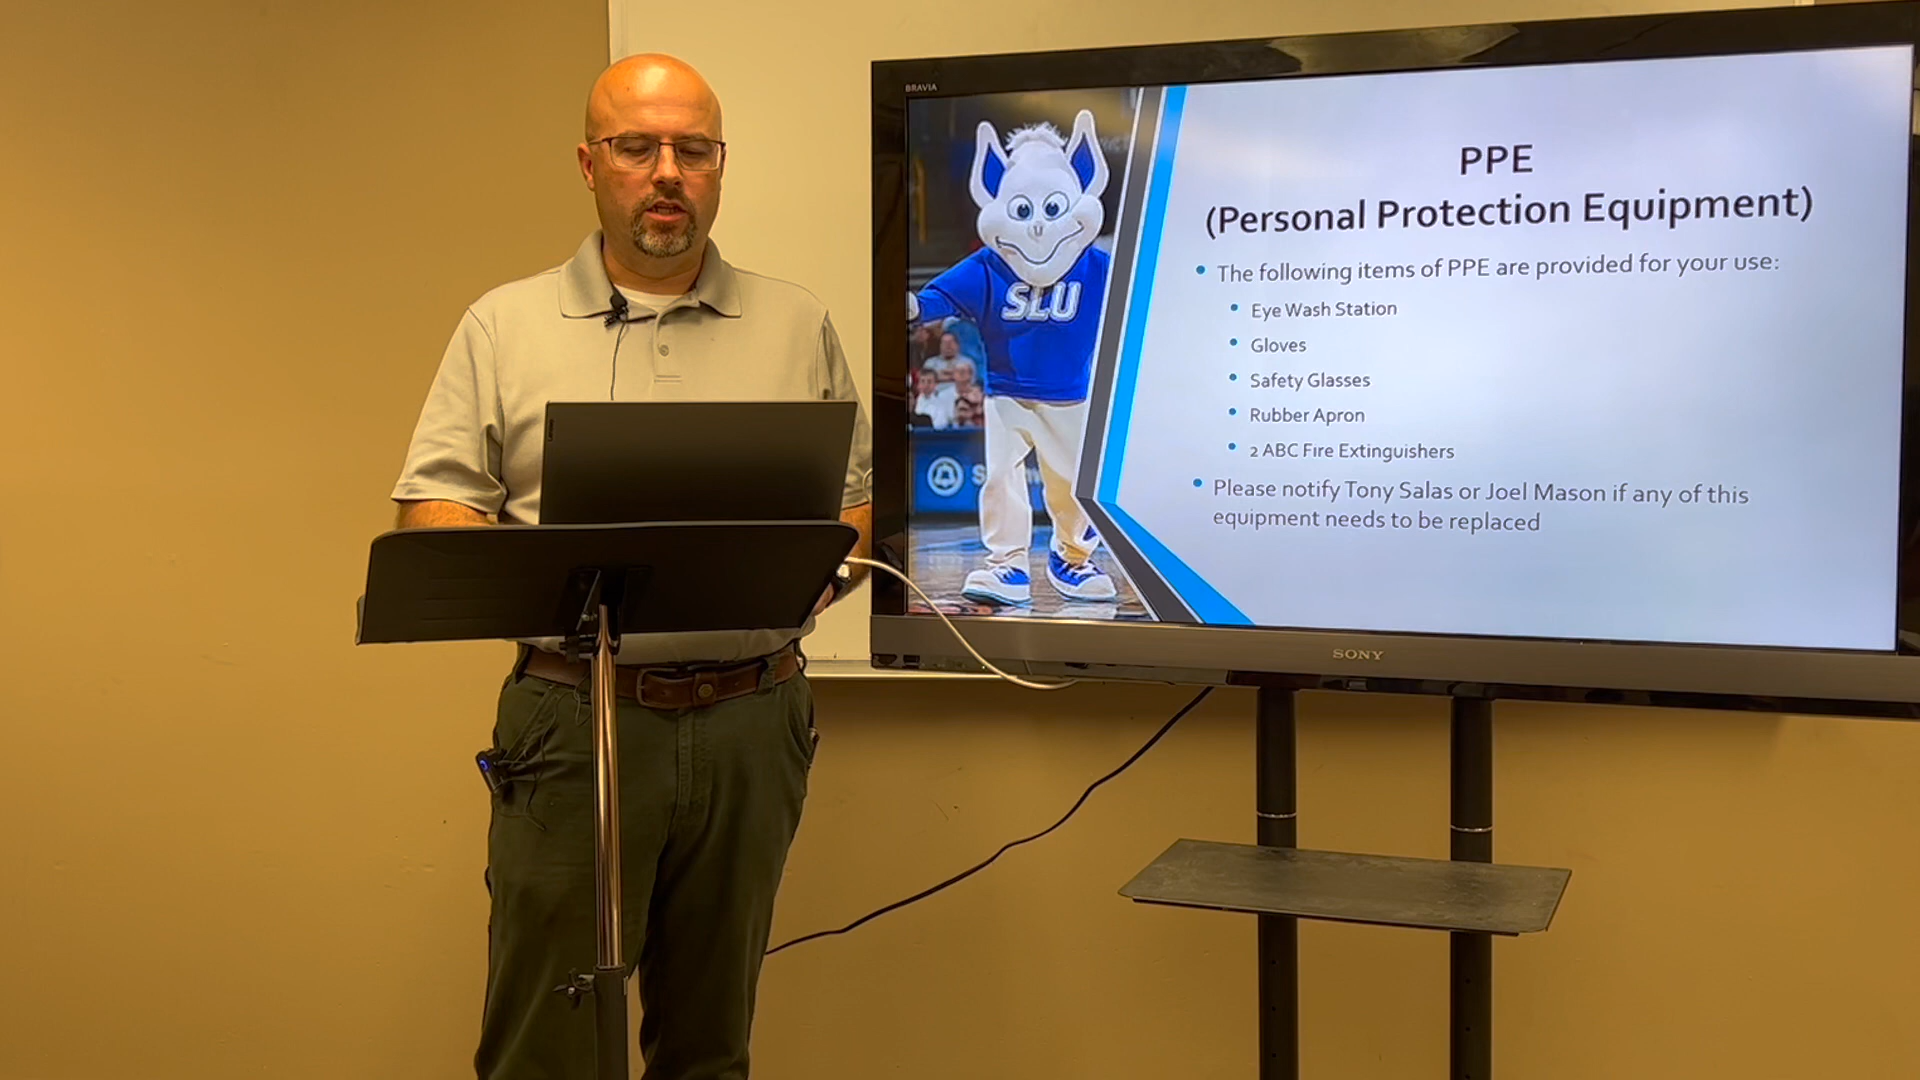 BRAVIA
PPE
(Personal Protection Equipment)
The following items of PPE are provided for your use:
Eye Wash Station
Gloves
Safety Glasses
Rubber Apron
2 ABC Fire Extinguishers
Please notify Tony Salas or Joel Mason if any of this
equipment needs to be replaced
SLU
SONY
Lenovo